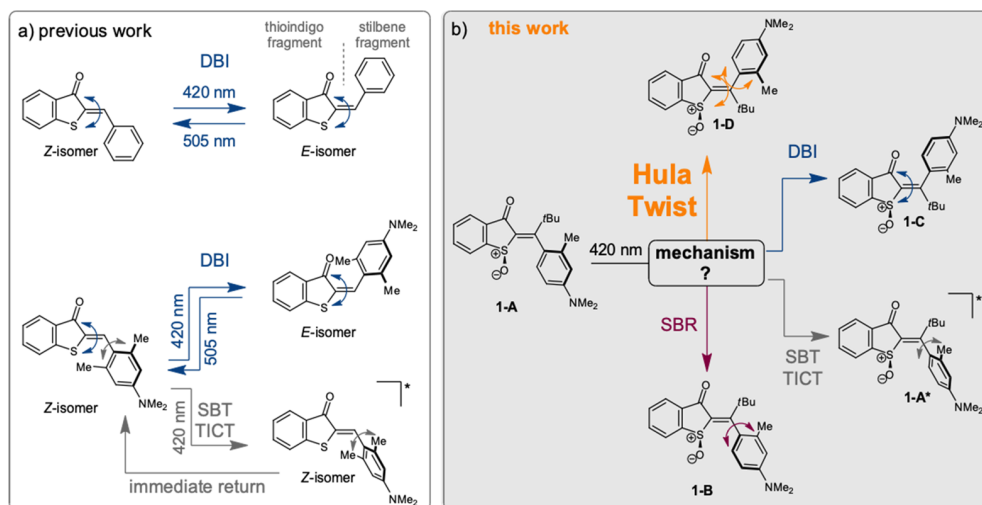 a) previous work
thioindigo
fragment
stilbene
fragment
DBI
420 nm
505 nm
O
S
Z-isomer
O
S
E-isomer
NMe₂
DBI
O
Me
S
Me
E-isomer
420 nm
505 nm
O
S
Me
Me
NMe₂
Z-isomer
420 nm
SBT
TICT
*
O
S
Me
Me
NMe₂
Z-isomer
immediate return
b) this work
NMe₂
O
Me
S
⊕
tBu
⊖O
1-D
Hula
Twist
DBI
NMe₂
O
Me
S
⊕
tBu
⊖O
1-C
O
tBu
Me
S
⊕
⊖O
NMe₂
1-A
420 nm
mechanism
?
SBR
SBT
TICT
*
O
tBu
Me
S
⊕
⊖O
NMe₂
1-A*
O
tBu
Me
S
⊕
⊖O
NMe₂
1-B